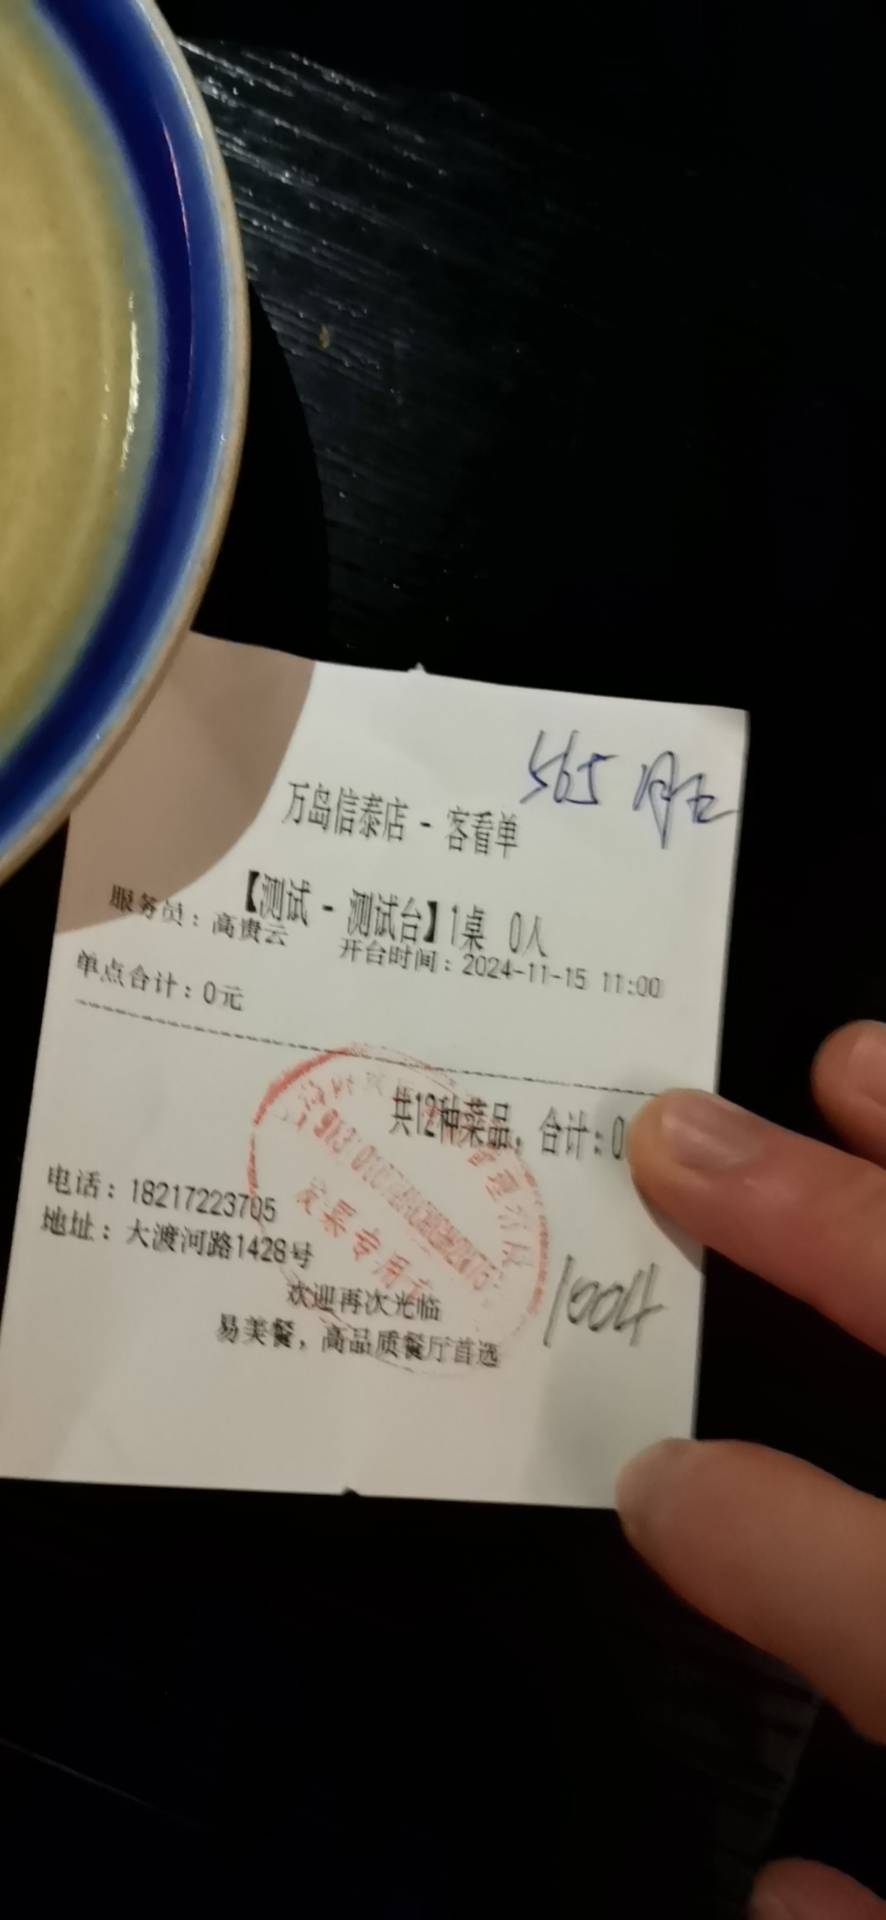 565
万岛信泰店 - 客看单
【测试 - 测试台】1桌 0人
服务员：高贵云 开台时间：2024-11-15 11:00
单点合计：0元
共12种菜品，合计：0
电话：18217223705
地址：大渡河路1428号
1004
欢迎再次光临
易美餐，高品质餐厅首选
发票专用